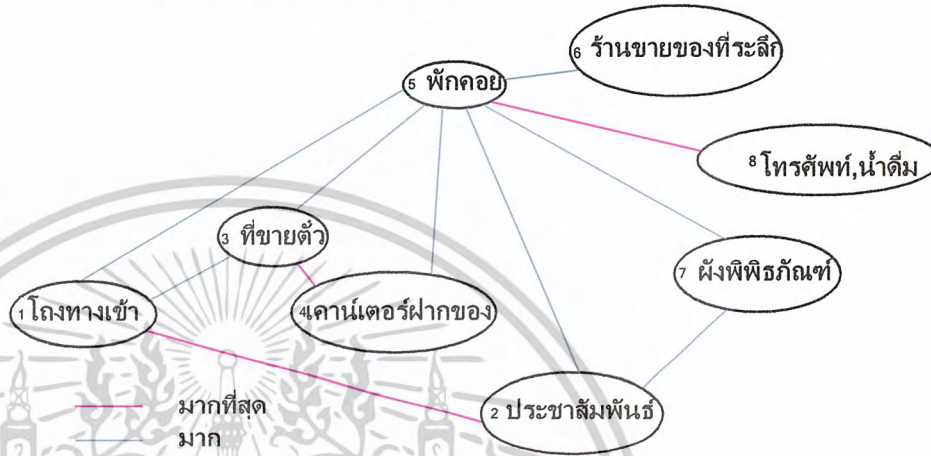 6 ร้านขายของที่ระลึก
5 พักคอย
8 โทรศัพท์,น้ำดื่ม
3 ที่ขายตั๋ว
7 ผังพิพิธภัณฑ์
1 โถงทางเข้า
4 เคาน์เตอร์ฝากของ
2 ประชาสัมพันธ์
มากที่สุด
มาก